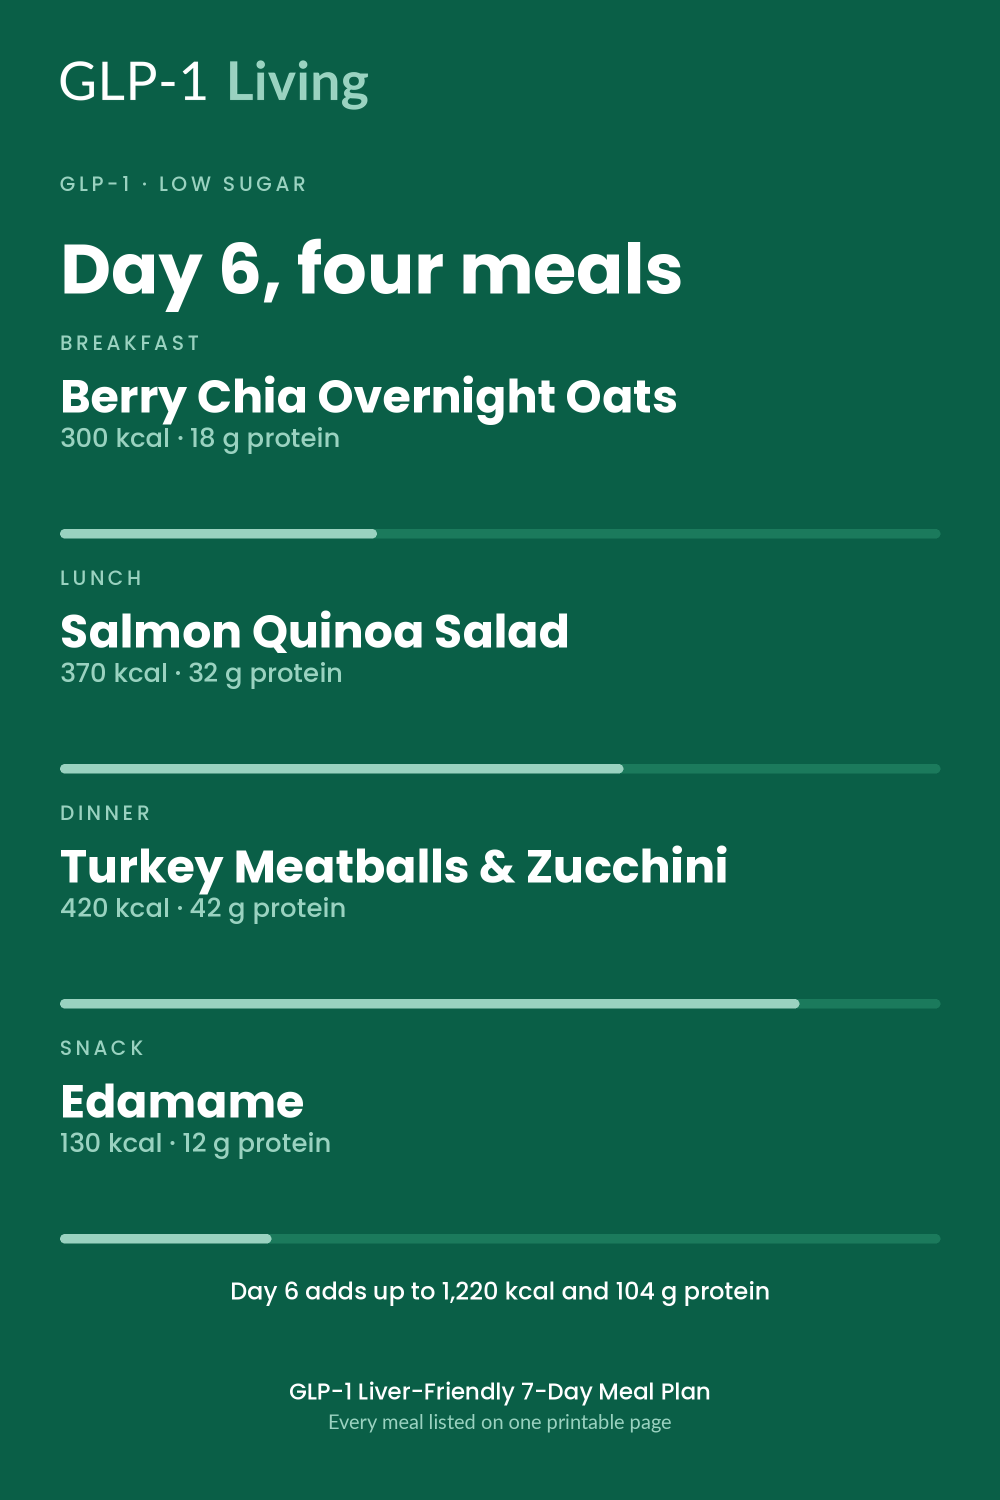 GLP-1 Living
GLP-1 · LOW SUGAR
Day 6, four meals
BREAKFAST
Berry Chia Overnight Oats
300 kcal · 18 g protein
LUNCH
Salmon Quinoa Salad
370 kcal · 32 g protein
DINNER
Turkey Meatballs & Zucchini
420 kcal · 42 g protein
SNACK
Edamame
130 kcal · 12 g protein
Day 6 adds up to 1,220 kcal and 104 g protein
GLP-1 Liver-Friendly 7-Day Meal Plan
Every meal listed on one printable page